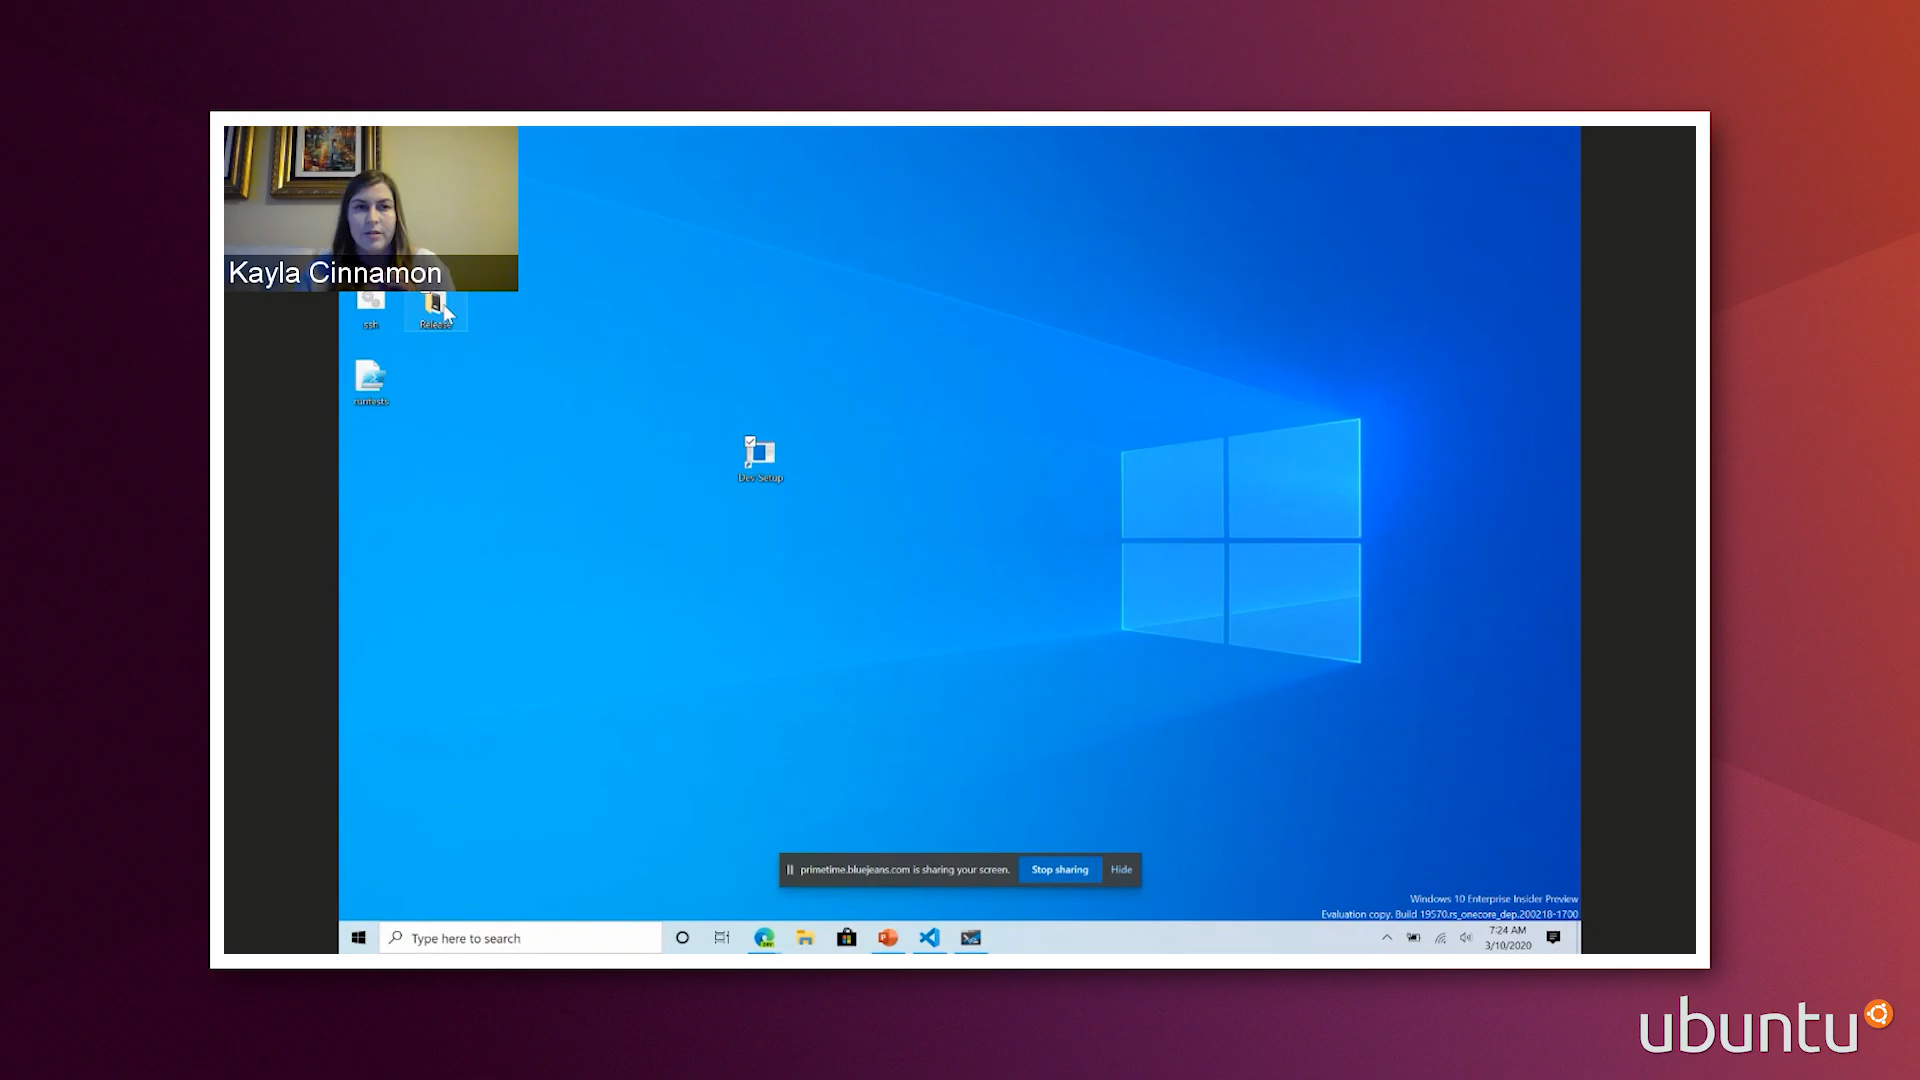 Kayla Cinnamon
ssh
Release
runtests
Dev Setup
primetime.bluejeans.com is sharing your screen.
Stop sharing
Hide
Windows 10 Enterprise Insider Preview
Evaluation copy. Build 19570.rs_onecore_dep.200218-1700
Type here to search
7:24 AM
3/10/2020
ubuntu